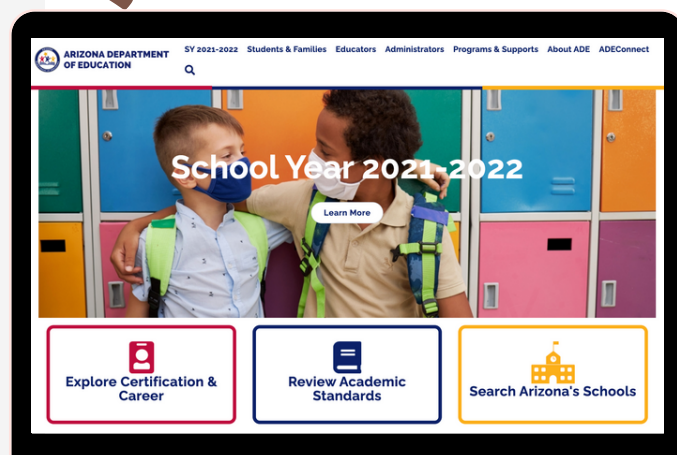 ARIZONA DEPARTMENT
OF EDUCATION
SY 2021-2022 Students & Families Educators Administrators Programs & Supports About ADE ADEConnect
School Year 2021-2022
Learn More
Explore Certification &
Career
Review Academic
Standards
Search Arizona's Schools